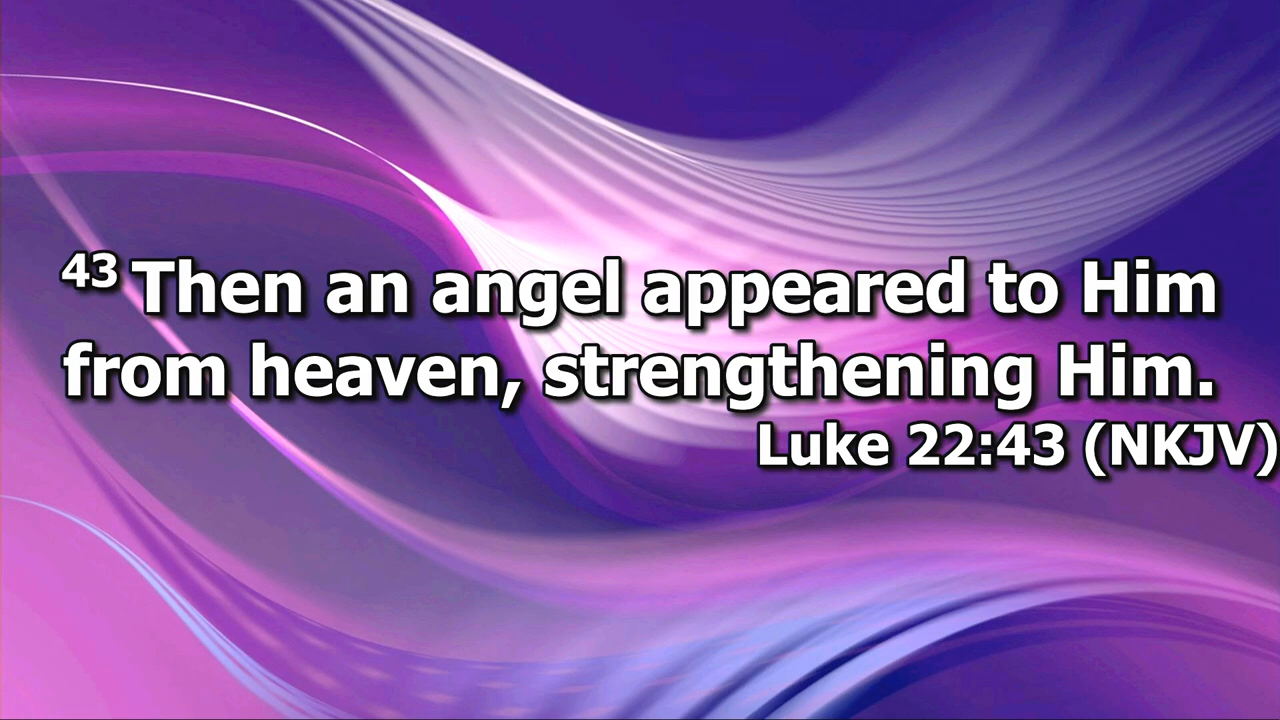 43 Then an angel appeared to Him
from heaven, strengthening Him.
Luke 22:43 (NKJV)